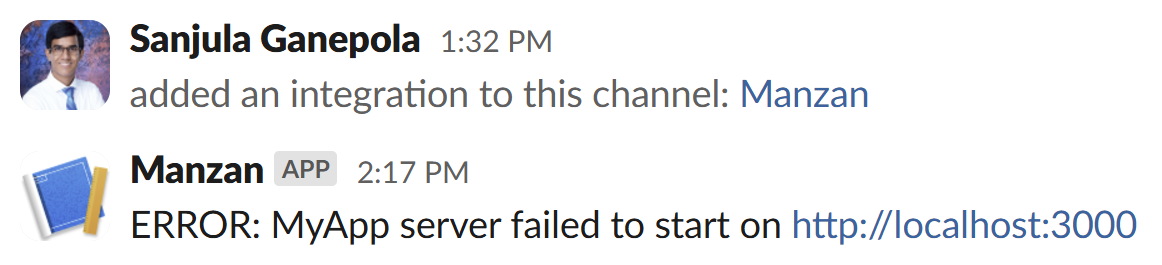 Sanjula Ganepola 1:32 PM
added an integration to this channel: Manzan
Manzan APP 2:17 PM
ERROR: MyApp server failed to start on http://localhost:3000